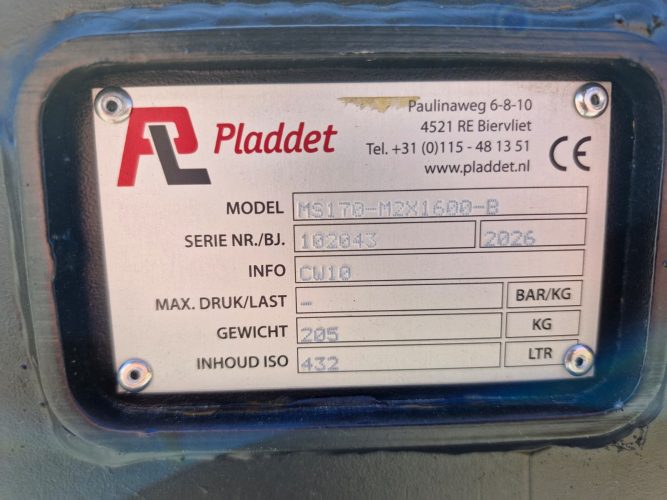 PL Pladdet
Paulinaweg 6-8-10
4521 RE Biervliet
Tel. +31 (0)115 - 48 13 51
www.pladdet.nl
CE
MODEL MS170-M2X1600-B
SERIE NR./BJ. 102043 2026
INFO CW10
MAX. DRUK/LAST - BAR/KG
GEWICHT 205 KG
INHOUD ISO 432 LTR